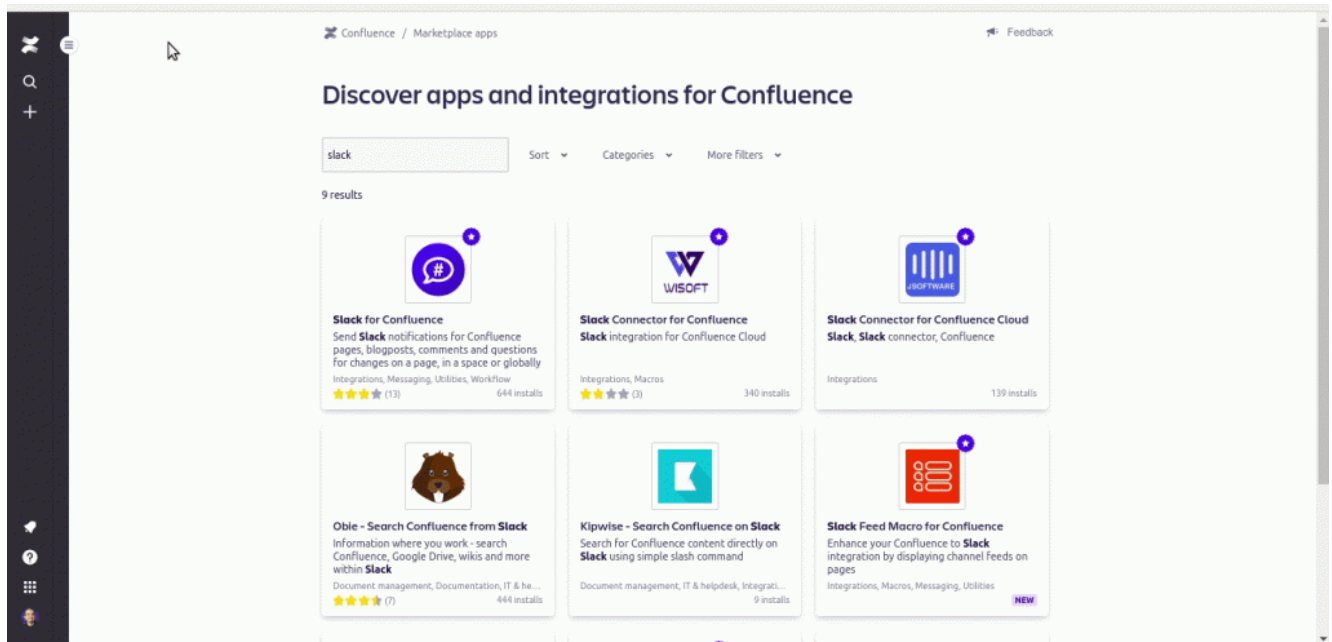 Confluence / Marketplace apps
Feedback
Discover apps and integrations for Confluence
slack
Sort
Categories
More filters
9 results
#
Slack for Confluence
Send Slack notifications for Confluence
pages, blogposts, comments and questions
for changes on a page, in a space or globally
Integrations, Messaging, Utilities, Workflow
(13)
644 installs
WISOFT
Slack Connector for Confluence
Slack integration for Confluence Cloud
Integrations, Macros
(3)
340 installs
JSOFTWARE
Slack Connector for Confluence Cloud
Slack, Slack connector, Confluence
Integrations
139 installs
Obie - Search Confluence from Slack
Information where you work - search
Confluence, Google Drive, wikis and more
within Slack
Document management, Documentation, IT & he...
(7)
444 installs
Kipwise - Search Confluence on Slack
Search for Confluence content directly on
Slack using simple slash command
Document management, IT & helpdesk, Integrati...
9 installs
Slack Feed Macro for Confluence
Enhance your Confluence to Slack
integration by displaying channel feeds on
pages
Integrations, Macros, Messaging, Utilities
NEW